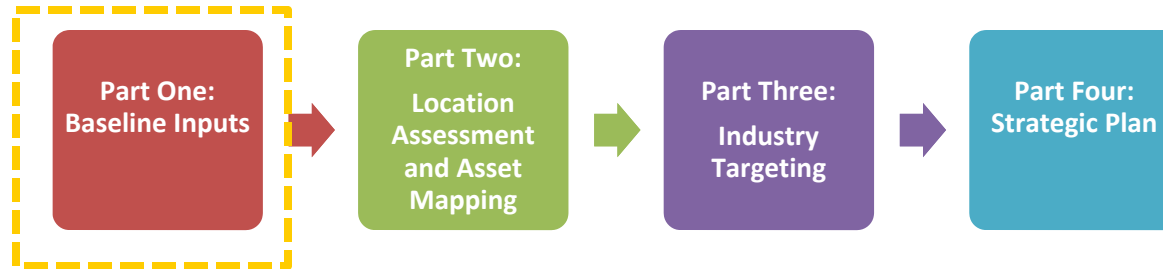 Part One:
Baseline Inputs
Part Two:
Location
Assessment
and Asset
Mapping
Part Three:
Industry
Targeting
Part Four:
Strategic Plan